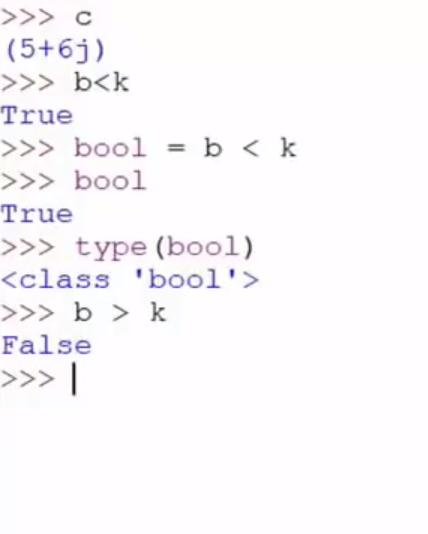 >>> c
(5+6j)
>>> b<k
True
>>> bool = b < k
>>> bool
True
>>> type(bool)
<class 'bool'>
>>> b > k
False
>>>